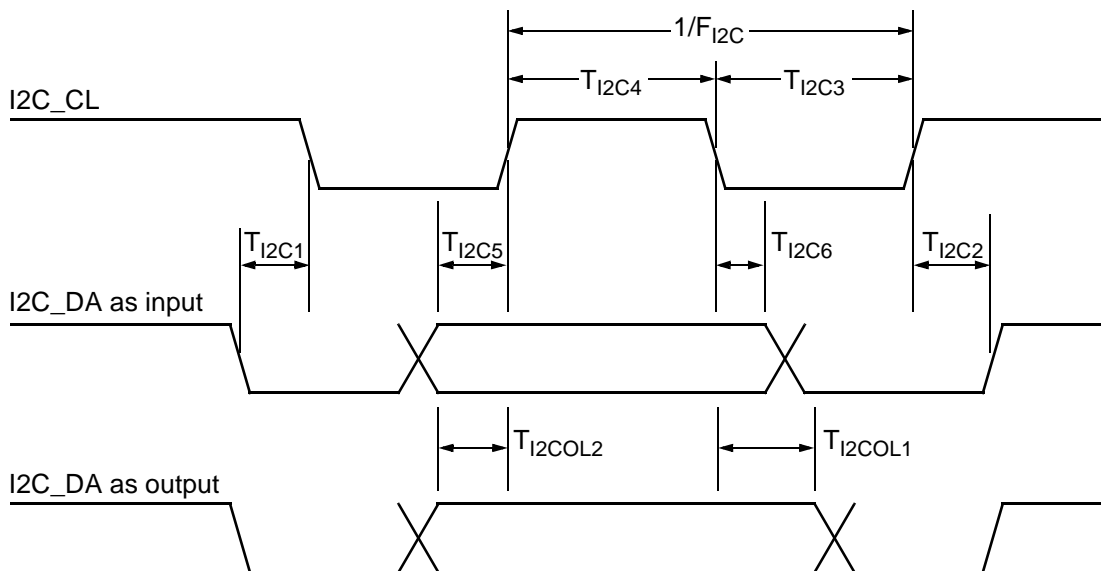 1/F_I2C
T_I2C4
T_I2C3
I2C_CL
T_I2C1
T_I2C5
T_I2C6
T_I2C2
I2C_DA as input
T_I2COL2
T_I2COL1
I2C_DA as output